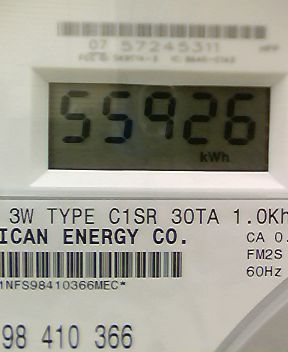 07 57245311
55926
kWh
3W TYPE C1SR 30TA 1.0Kh
ICAN ENERGY CO.
CA 0.
FM2S
60Hz
1NFS98410366MEC*
98 410 366